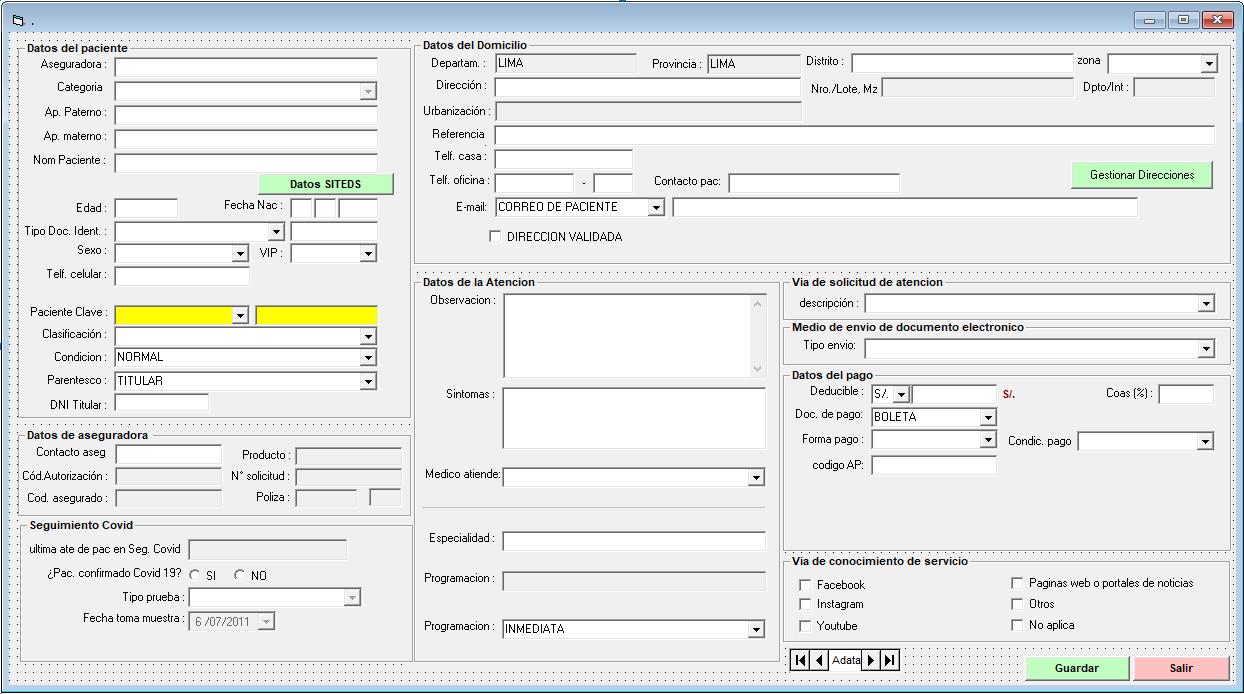 .
Datos del paciente
Aseguradora :
Categoria
Ap. Paterno :
Ap. materno :
Nom Paciente :
Datos SITEDS
Edad :
Fecha Nac :
Tipo Doc. Ident. :
Sexo :
VIP :
Telf. celular :
Paciente Clave :
Clasificación :
Condicion : NORMAL
Parentesco : TITULAR
DNI Titular :
Datos de aseguradora
Contacto aseg
Producto :
Cód.Autorización :
N° solicitud :
Cod. asegurado :
Poliza :
Seguimiento Covid
ultima ate de pac en Seg. Covid
¿Pac. confirmado Covid 19? SI NO
Tipo prueba :
Fecha toma muestra : 6 /07/2011
Datos del Domicilio
Departam. : LIMA
Provincia : LIMA
Distrito :
zona
Dirección :
Nro./Lote, Mz
Dpto/Int :
Urbanización :
Referencia
Telf. casa :
Telf. oficina : -
Contacto pac:
Gestionar Direcciones
E-mail: CORREO DE PACIENTE
DIRECCION VALIDADA
Datos de la Atencion
Observacion :
Sintomas :
Medico atiende:
Especialidad :
Programacion :
Programacion : INMEDIATA
Via de solicitud de atencion
descripción :
Medio de envio de documento electronico
Tipo envio:
Datos del pago
Deducible : S/. S/.
Coas (%) :
Doc. de pago: BOLETA
Forma pago :
Condic. pago
codigo AP:
Via de conocimiento de servicio
Facebook
Paginas web o portales de noticias
Instagram
Otros
Youtube
No aplica
Adata
Guardar
Salir